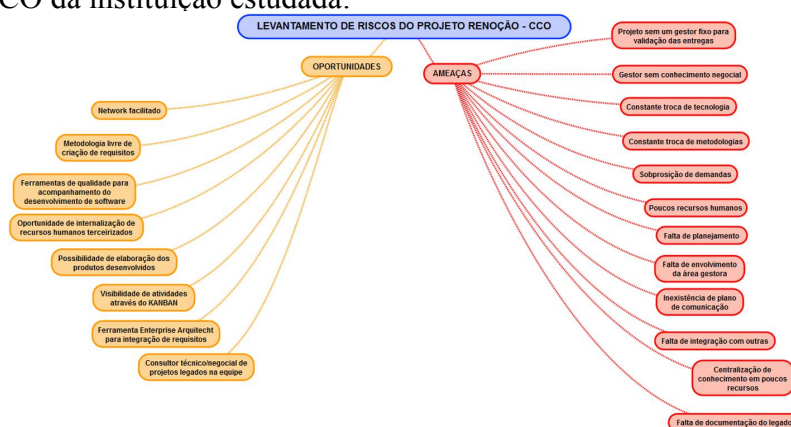 CO da instituição estudada:
LEVANTAMENTO DE RISCOS DO PROJETO RENOÇÃO - CCO
OPORTUNIDADES
Network facilitado
Metodologia livre de
criação de requisitos
Ferramentas de qualidade para
acompanhamento do
desenvolvimento de software
Oportunidade de internalização de
recursos humanos terceirizados
Possibilidade de elaboração dos
produtos desenvolvidos
Visibilidade de atividades
através do KANBAN
Ferramenta Enterprise Arquitecht
para integração de requisitos
Consultor técnico/negocial de
projetos legados na equipe
AMEAÇAS
Projeto sem um gestor fixo para
validação das entregas
Gestor sem conhecimento negocial
Constante troca de tecnologia
Constante troca de metodologias
Sobprosição de demandas
Poucos recursos humanos
Falta de planejamento
Falta de envolvimento
da área gestora
Inexistência de plano
de comunicação
Falta de integração com outras
Centralização de
conhecimento em poucos
recursos
Falta de documentação do legado